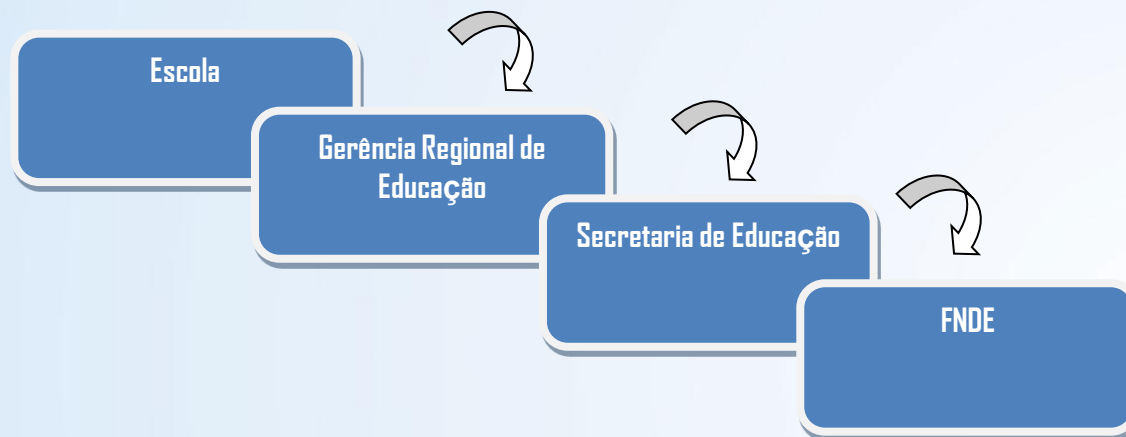 Escola
Gerência Regional de
Educação
Secretaria de Educação
FNDE